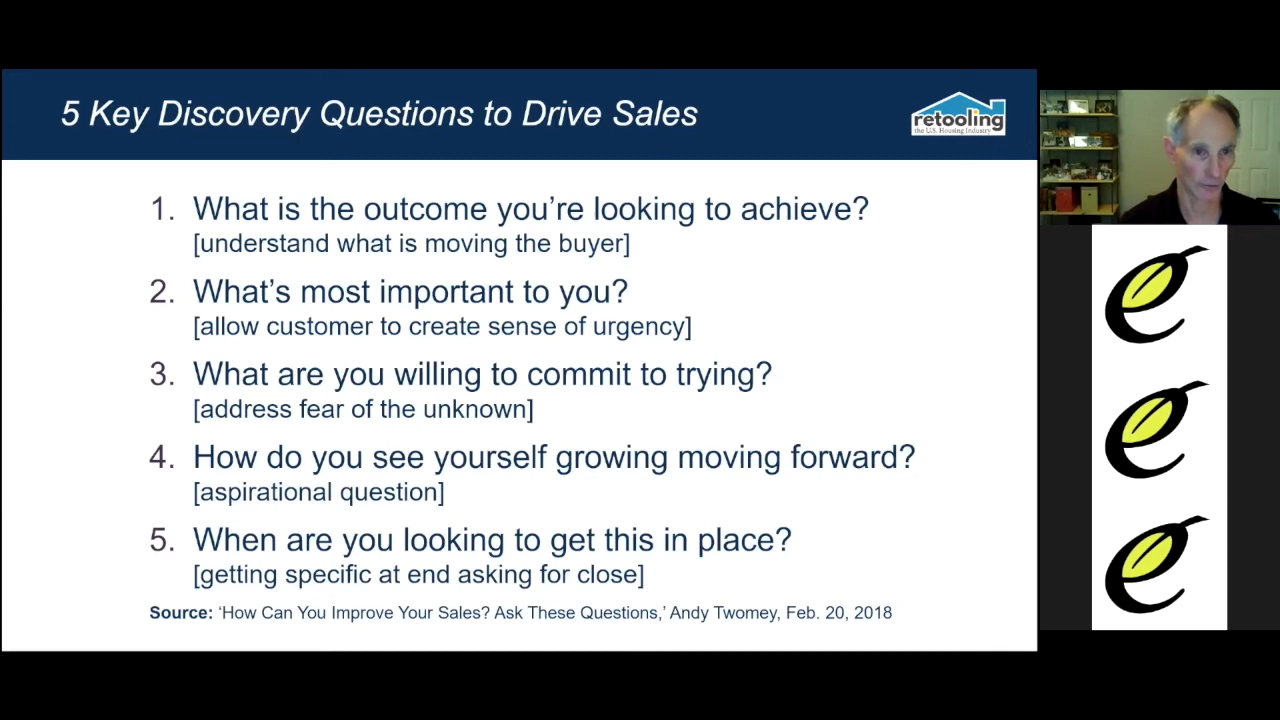 5 Key Discovery Questions to Drive Sales
retooling
the U.S. Housing Industry
1. What is the outcome you’re looking to achieve?
[understand what is moving the buyer]
2. What’s most important to you?
[allow customer to create sense of urgency]
3. What are you willing to commit to trying?
[address fear of the unknown]
4. How do you see yourself growing moving forward?
[aspirational question]
5. When are you looking to get this in place?
[getting specific at end asking for close]
Source: ‘How Can You Improve Your Sales? Ask These Questions,’ Andy Twomey, Feb. 20, 2018
e
e
e